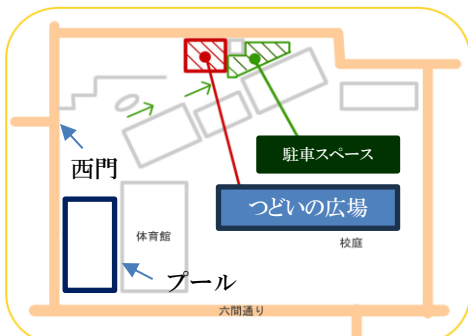 駐車スペース
西門
つどいの広場
体育館
校庭
プール
六間通り